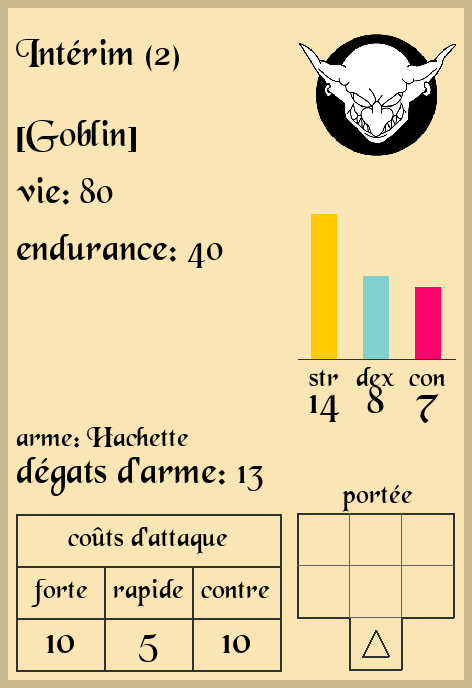 Intérim (2)
[Goblin]
vie: 80
endurance: 40
str dex con
14 8 7
arme: Hachette
dégats d'arme: 13
portée
coûts d'attaque
forte rapide contre
10 5 10